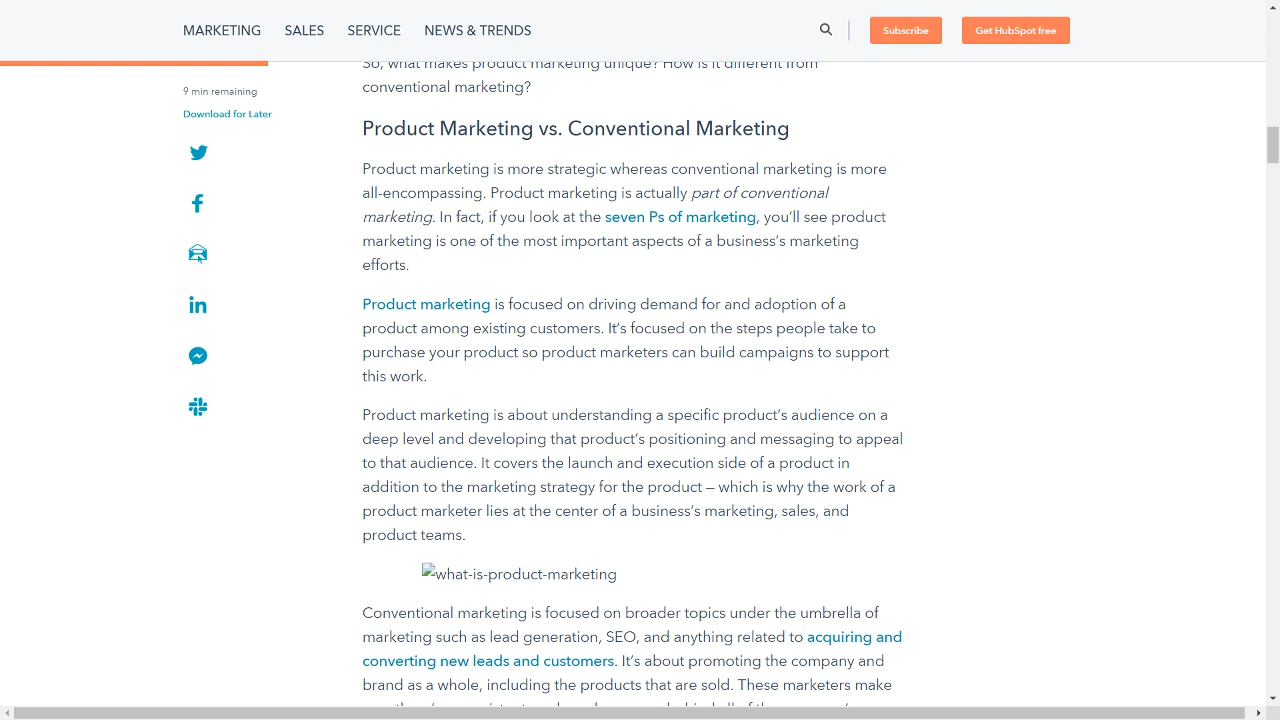 MARKETING SALES SERVICE NEWS & TRENDS Subscribe Get HubSpot free
9 min remaining
Download for Later
So, what makes product marketing unique? How is it different from
conventional marketing?
Product Marketing vs. Conventional Marketing
Product marketing is more strategic whereas conventional marketing is more
all-encompassing. Product marketing is actually part of conventional
marketing. In fact, if you look at the seven Ps of marketing, you’ll see product
marketing is one of the most important aspects of a business’s marketing
efforts.
Product marketing is focused on driving demand for and adoption of a
product among existing customers. It’s focused on the steps people take to
purchase your product so product marketers can build campaigns to support
this work.
Product marketing is about understanding a specific product’s audience on a
deep level and developing that product’s positioning and messaging to appeal
to that audience. It covers the launch and execution side of a product in
addition to the marketing strategy for the product – which is why the work of a
product marketer lies at the center of a business’s marketing, sales, and
product teams.
what-is-product-marketing
Conventional marketing is focused on broader topics under the umbrella of
marketing such as lead generation, SEO, and anything related to acquiring and
converting new leads and customers. It’s about promoting the company and
brand as a whole, including the products that are sold. These marketers make